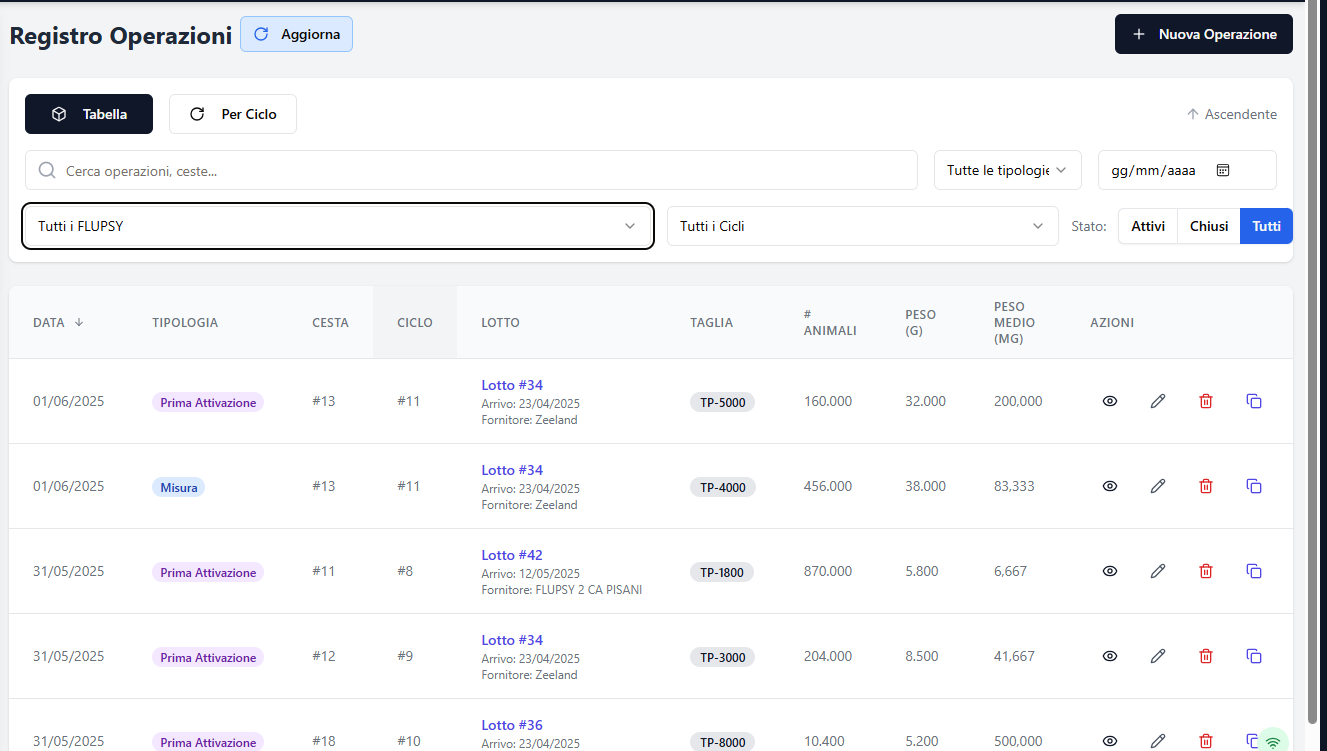 Registro Operazioni
Aggiorna
Nuova Operazione
Tabella
Per Ciclo
Ascendente
Cerca operazioni, ceste...
Tutte le tipologie
gg/mm/aaaa
Tutti i FLUPSY
Tutti i Cicli
Stato:
Attivi
Chiusi
Tutti
DATA
TIPOLOGIA
CESTA
CICLO
LOTTO
TAGLIA
#
ANIMALI
PESO
(G)
PESO
MEDIO
(MG)
AZIONI
01/06/2025
Prima Attivazione
#13
#11
Lotto #34
Arrivo: 23/04/2025
Fornitore: Zeeland
TP-5000
160.000
32.000
200,000
01/06/2025
Misura
#13
#11
Lotto #34
Arrivo: 23/04/2025
Fornitore: Zeeland
TP-4000
456.000
38.000
83,333
31/05/2025
Prima Attivazione
#11
#8
Lotto #42
Arrivo: 12/05/2025
Fornitore: FLUPSY 2 CA PISANI
TP-1800
870.000
5.800
6,667
31/05/2025
Prima Attivazione
#12
#9
Lotto #34
Arrivo: 23/04/2025
Fornitore: Zeeland
TP-3000
204.000
8.500
41,667
31/05/2025
Prima Attivazione
#18
#10
Lotto #36
Arrivo: 23/04/2025
TP-8000
10.400
5.200
500,000